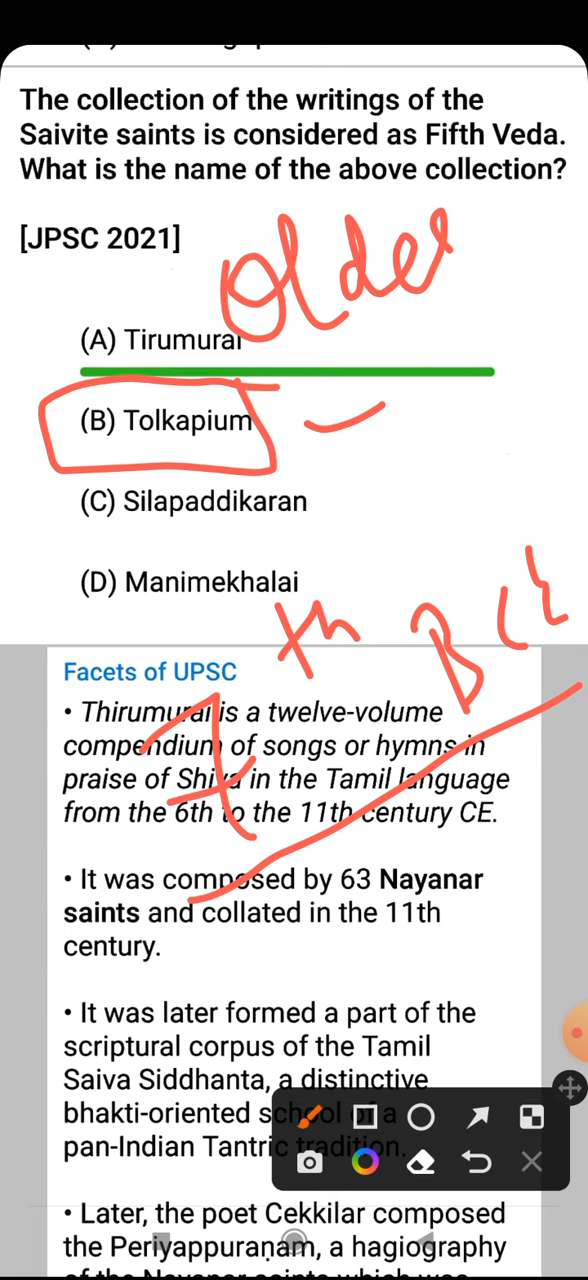 The collection of the writings of the
Saivite saints is considered as Fifth Veda.
What is the name of the above collection?
[JPSC 2021]
Older
(A) Tirumurai
(B) Tolkapium
(C) Silapaddikaran
(D) Manimekhalai
7th BCE
Facets of UPSC
• Thirumurai is a twelve-volume
compendium of songs or hymns in
praise of Shiva in the Tamil language
from the 6th to the 11th century CE.
• It was composed by 63 Nayanar
saints and collated in the 11th
century.
• It was later formed a part of the
scriptural corpus of the Tamil
Saiva Siddhanta, a distinctive
bhakti-oriented school of a
pan-Indian Tantric tradition.
• Later, the poet Cekkilar composed
the Periyappuraṇam, a hagiography